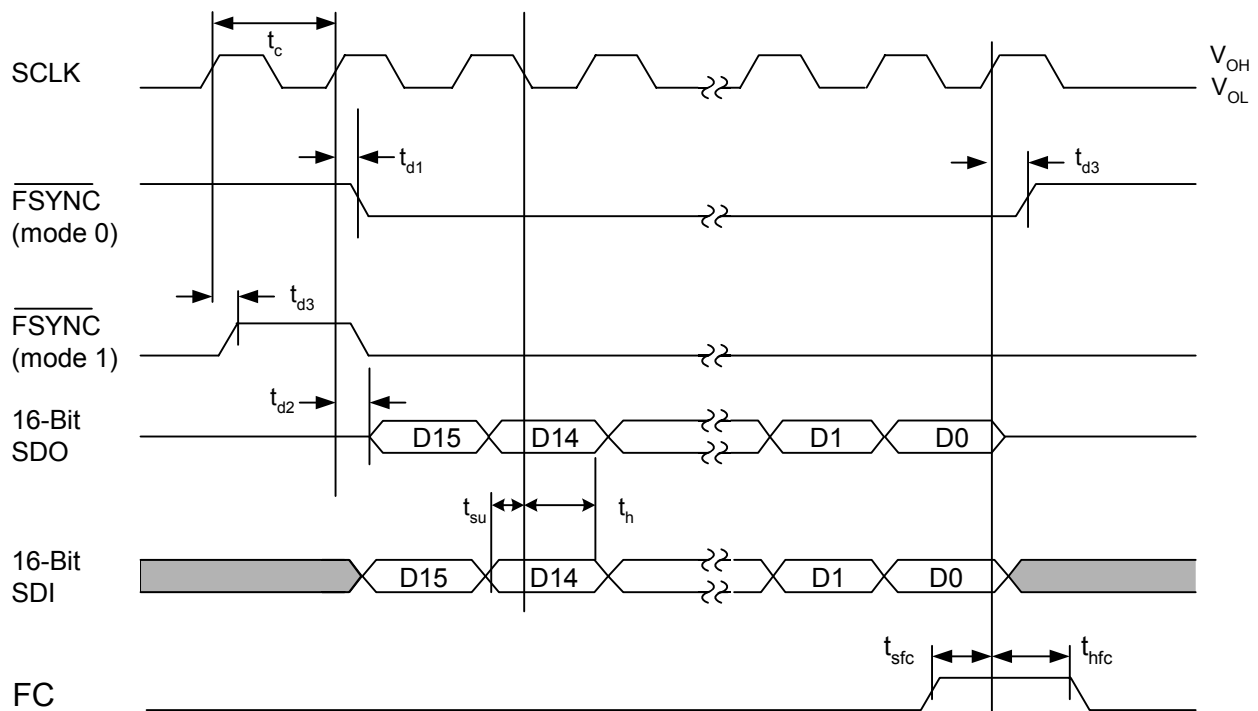 t_c
SCLK
V_OH
V_OL
t_d1
t_d3
FSYNC
(mode 0)
t_d3
FSYNC
(mode 1)
t_d2
16-Bit
SDO
D15 D14 D1 D0
t_su t_h
16-Bit
SDI
D15 D14 D1 D0
t_sfc t_hfc
FC